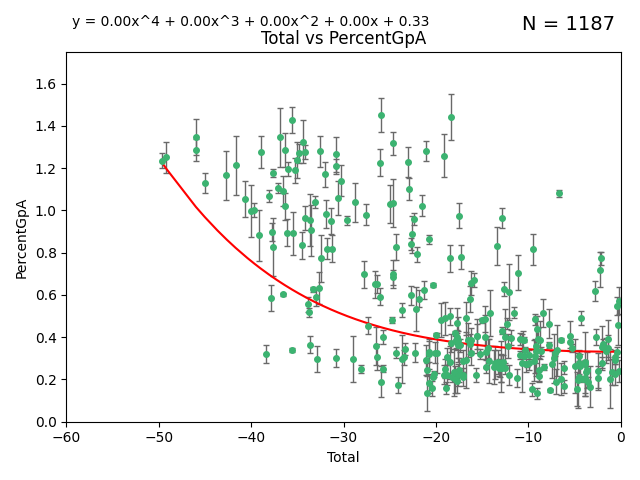 y = 0.00x^4 + 0.00x^3 + 0.00x^2 + 0.00x + 0.33
N = 1187
Total vs PercentGpA
PercentGpA
1.6
1.4
1.2
1.0
0.8
0.6
0.4
0.2
0.0
−60 −50 −40 −30 −20 −10 0
Total